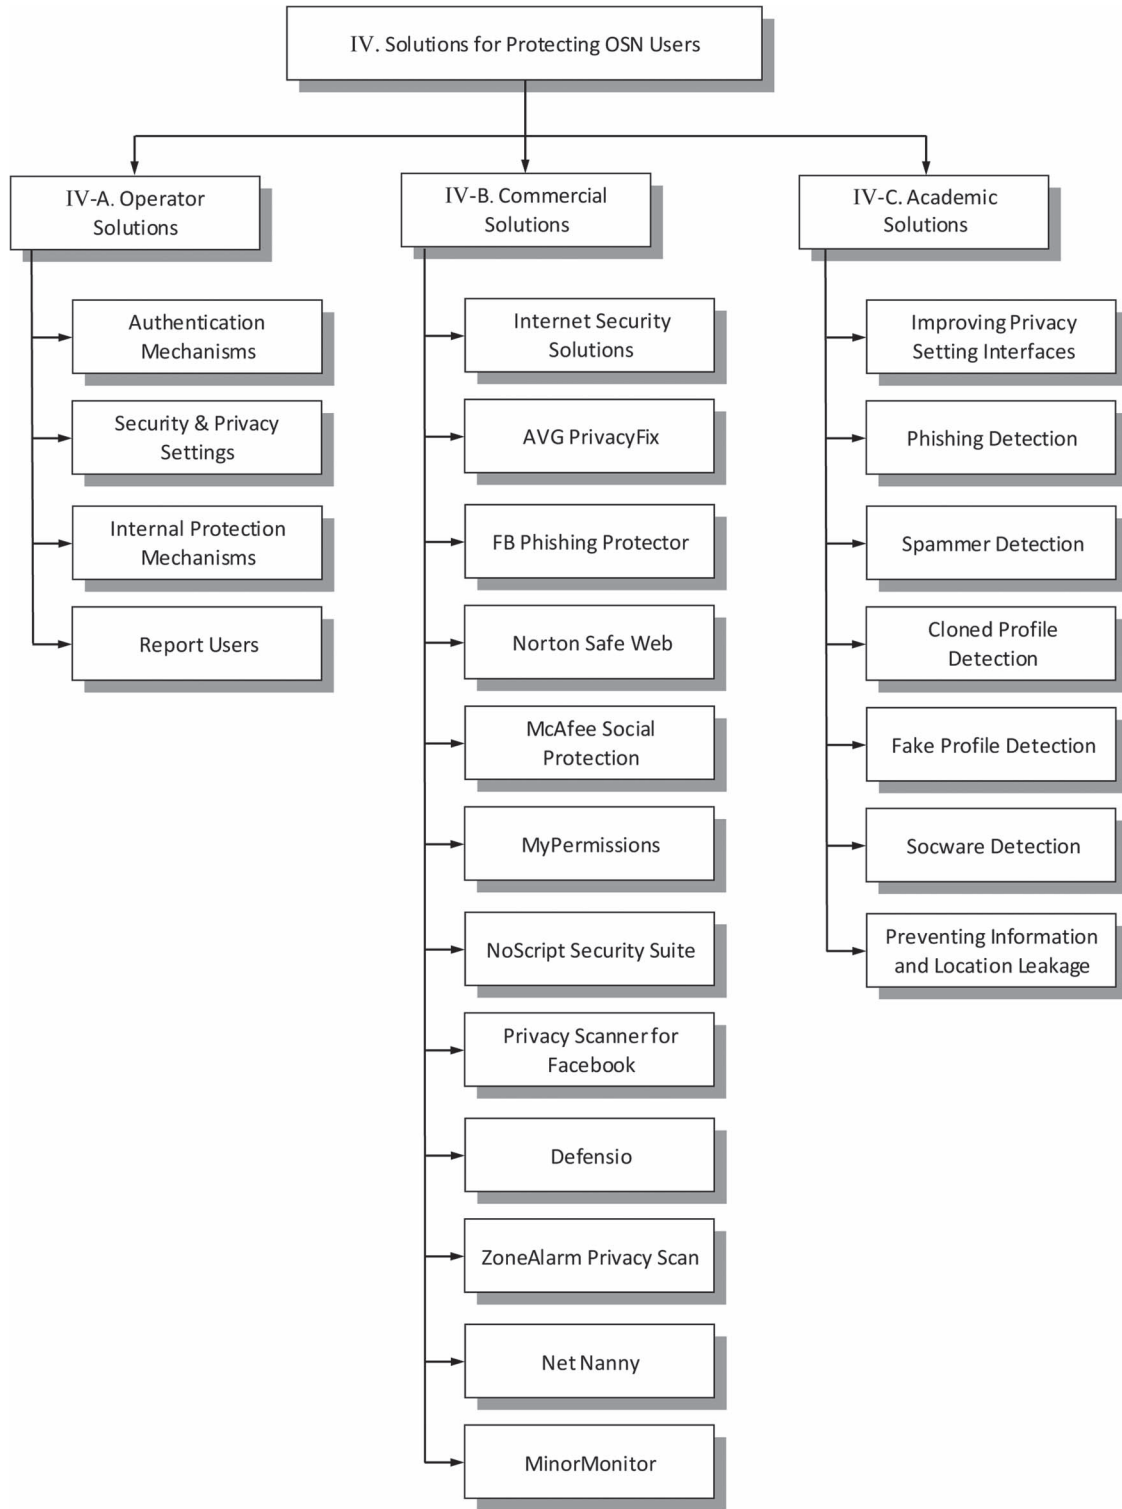 IV. Solutions for Protecting OSN Users
IV-A. Operator
Solutions
Authentication
Mechanisms
Security & Privacy
Settings
Internal Protection
Mechanisms
Report Users
IV-B. Commercial
Solutions
Internet Security
Solutions
AVG PrivacyFix
FB Phishing Protector
Norton Safe Web
McAfee Social
Protection
MyPermissions
NoScript Security Suite
Privacy Scanner for
Facebook
Defensio
ZoneAlarm Privacy Scan
Net Nanny
MinorMonitor
IV-C. Academic
Solutions
Improving Privacy
Setting Interfaces
Phishing Detection
Spammer Detection
Cloned Profile
Detection
Fake Profile Detection
Socware Detection
Preventing Information
and Location Leakage